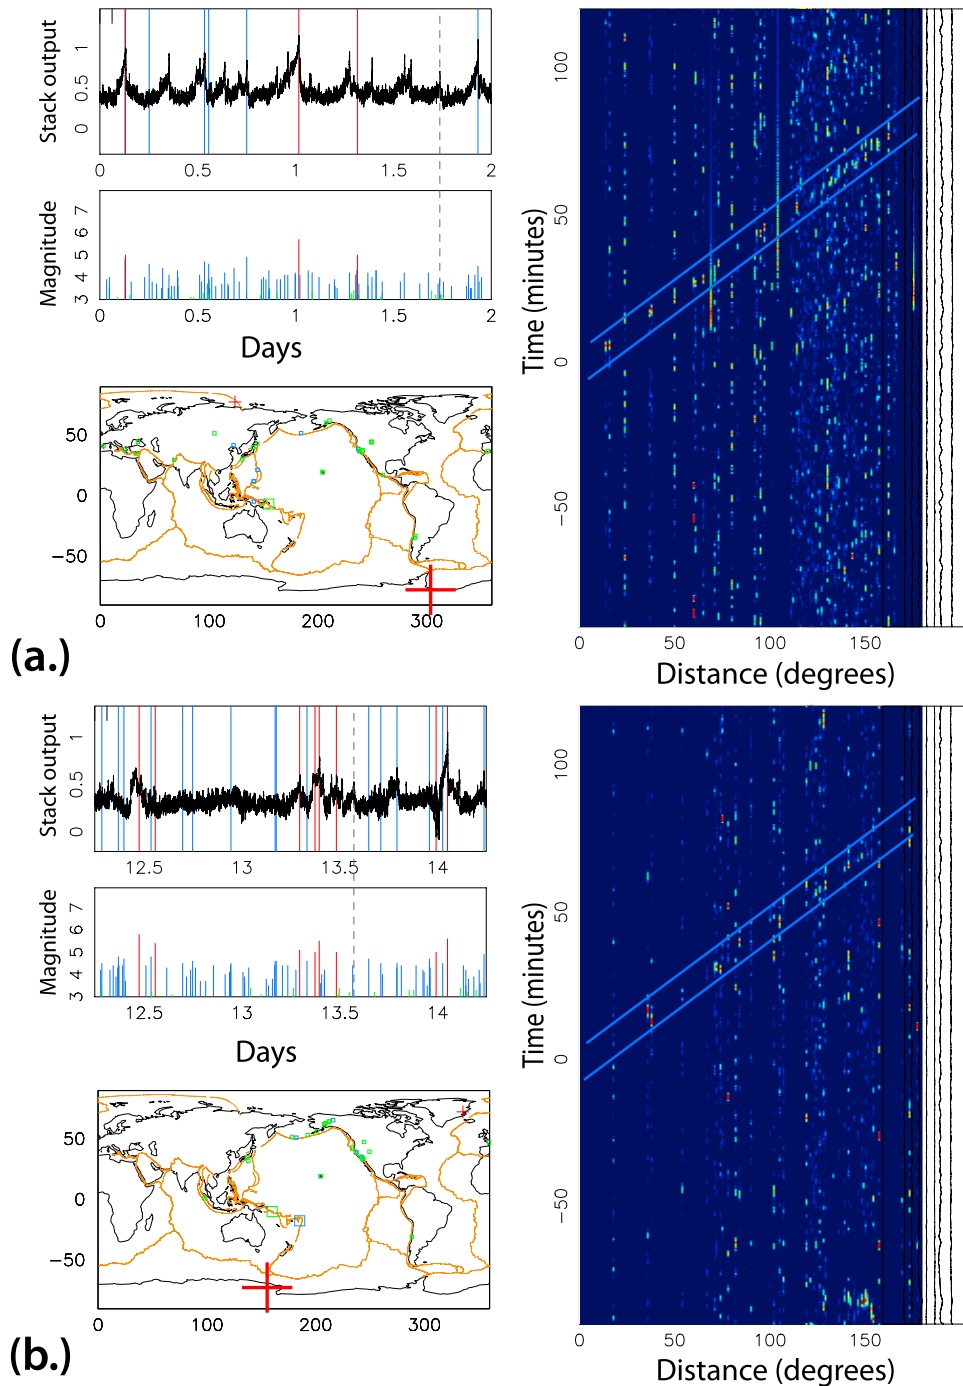 Stack output
1
0.5
0
0 0.5 1 1.5 2
Magnitude
7
6
5
4
3
0 0.5 1 1.5 2
Days
50
0
−50
0 100 200 300
(a.)
Time (minutes)
100
50
0
−50
0 50 100 150
Distance (degrees)
Stack output
1
0.5
0
12.5 13 13.5 14
Magnitude
7
6
5
4
3
12.5 13 13.5 14
Days
50
0
−50
0 100 200 300
(b.)
Time (minutes)
100
50
0
−50
0 50 100 150
Distance (degrees)